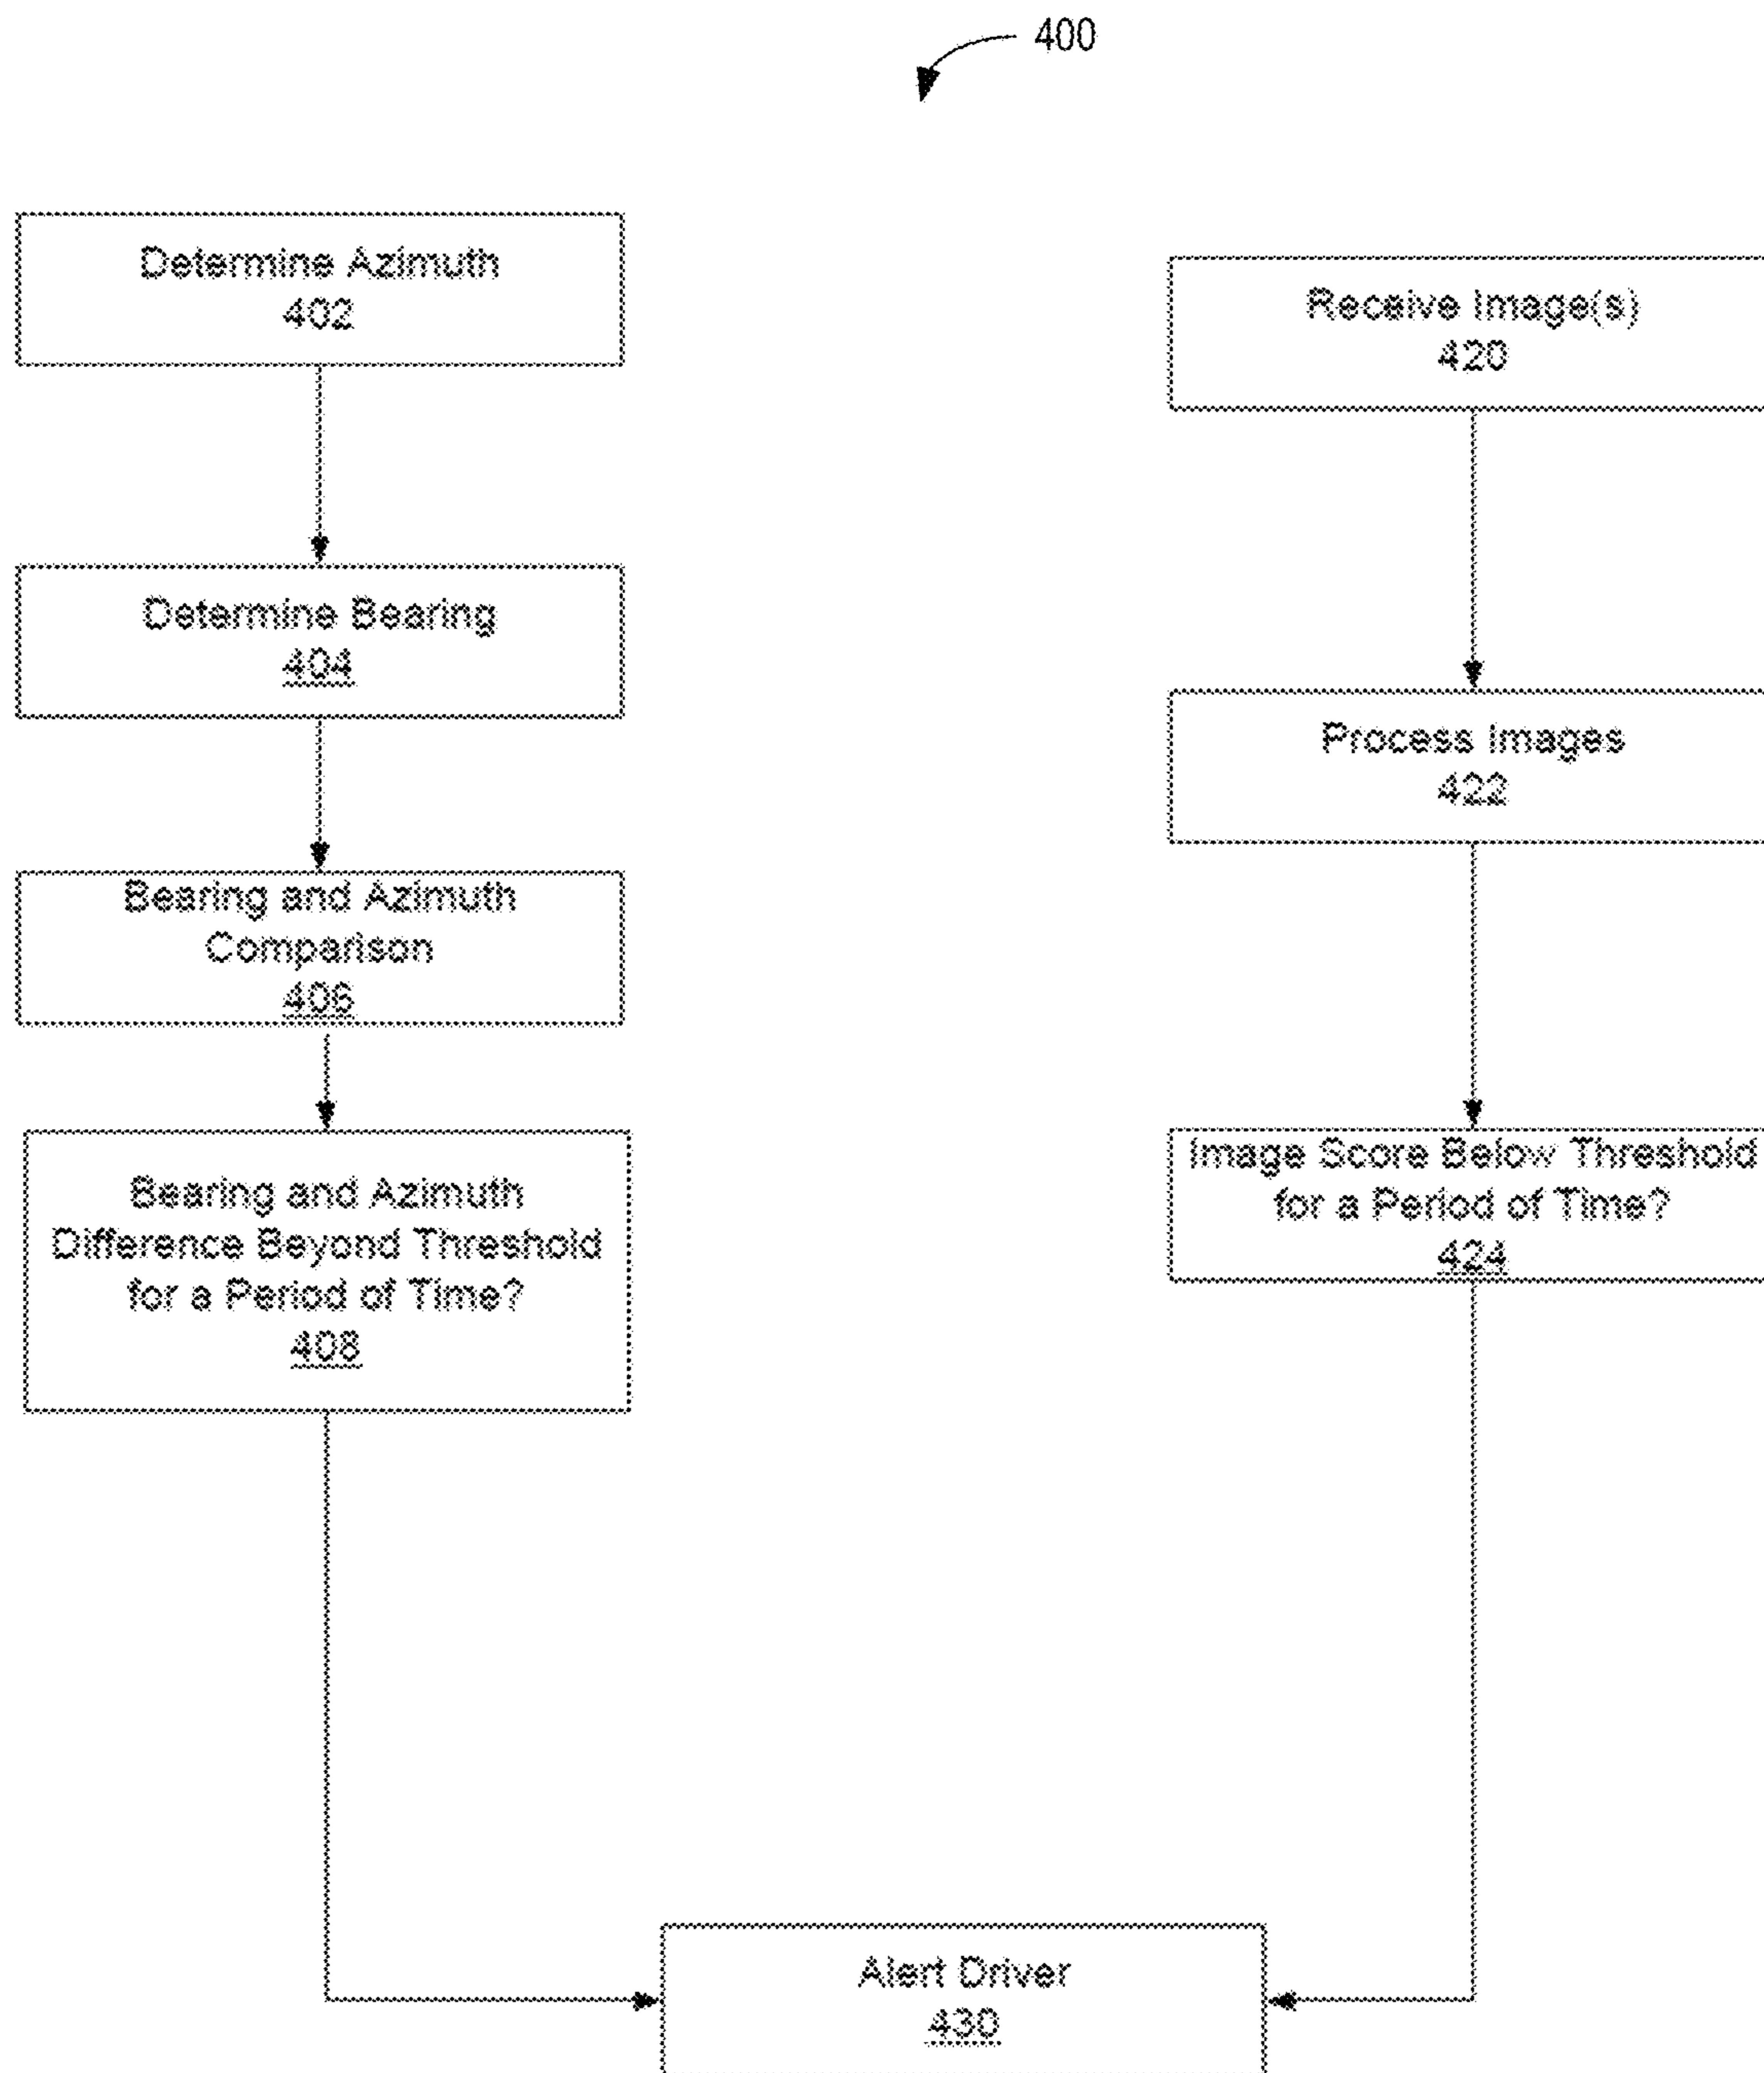 400
Determine Azimuth
402
Determine Bearing
404
Bearing and Azimuth
Comparison
406
Bearing and Azimuth
Difference Beyond Threshold
for a Period of Time?
408
Receive Image(s)
420
Process Images
422
Image Score Below Threshold
for a Period of Time?
424
Alert Driver
430